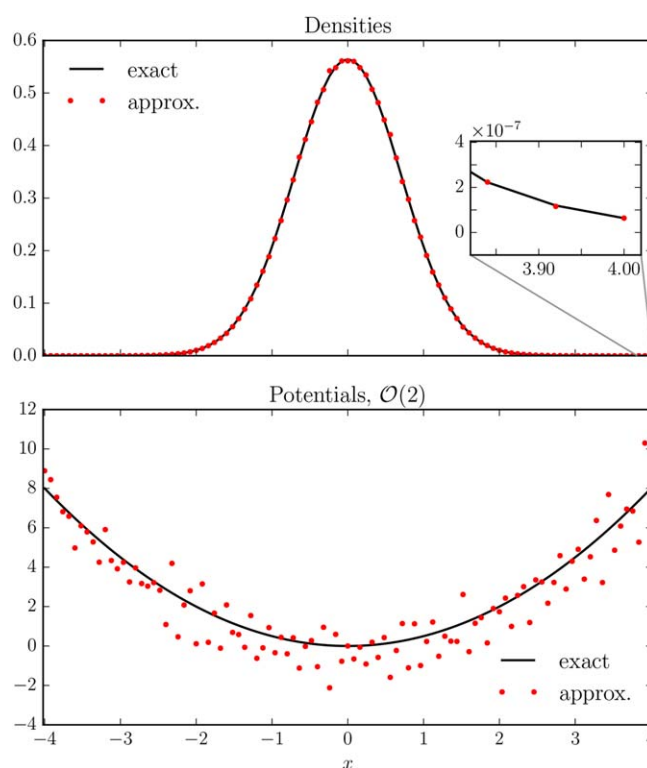 Densities
0.6
0.5
0.4
0.3
0.2
0.1
0.0
exact
approx.
×10⁻⁷
4
2
0
3.90
4.00
Potentials, 𝒪(2)
12
10
8
6
4
2
0
−2
−4
exact
approx.
−4 −3 −2 −1 0 1 2 3
x